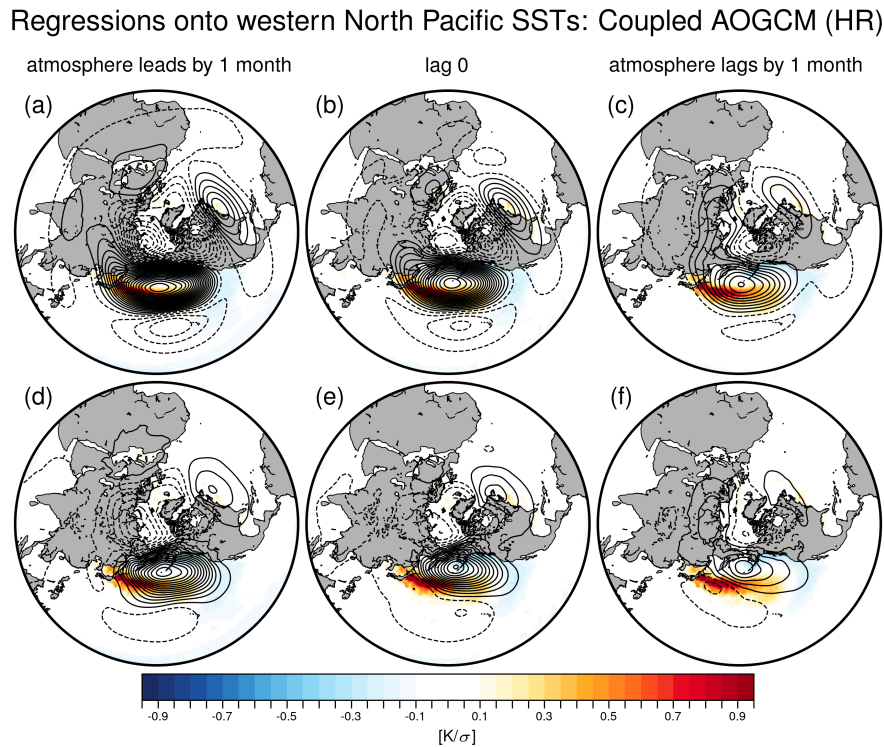 Regressions onto western North Pacific SSTs: Coupled AOGCM (HR)
atmosphere leads by 1 month
lag 0
atmosphere lags by 1 month
(a)
(b)
(c)
(d)
(e)
(f)
-0.9 -0.7 -0.5 -0.3 -0.1 0.1 0.3 0.5 0.7 0.9
[K/σ]